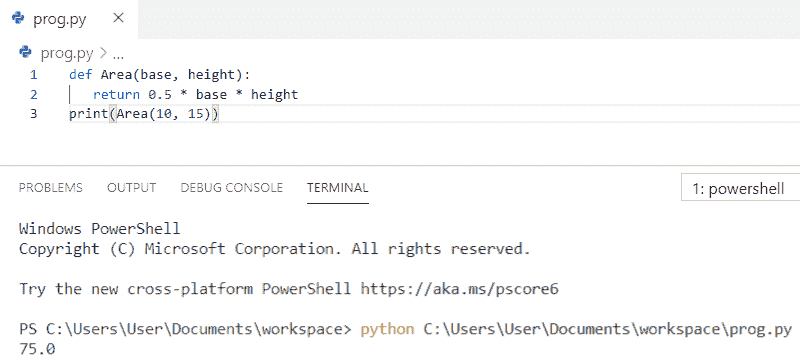 prog.py ×
prog.py > ...
1 def Area(base, height):
2 return 0.5 * base * height
3 print(Area(10, 15))
PROBLEMS OUTPUT DEBUG CONSOLE TERMINAL 1: powershell
Windows PowerShell
Copyright (C) Microsoft Corporation. All rights reserved.
Try the new cross-platform PowerShell https://aka.ms/pscore6
PS C:\Users\User\Documents\workspace> python C:\Users\User\Documents\workspace\prog.py
75.0